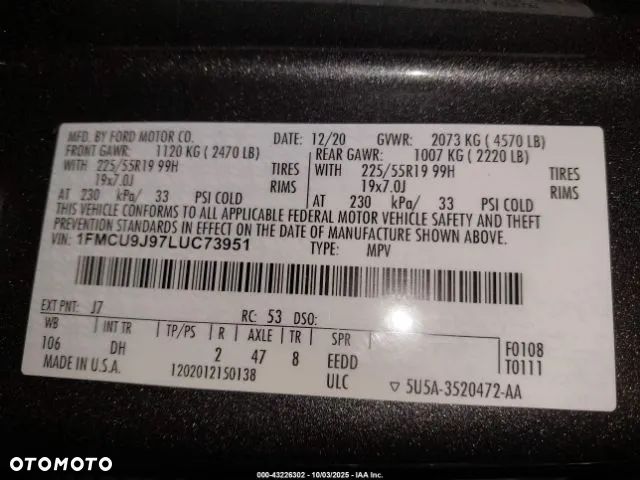 MFD. BY FORD MOTOR CO. DATE: 12/20 GVWR: 2073 KG ( 4570 LB)
FRONT GAWR: 1120 KG ( 2470 LB) REAR GAWR: 1007 KG ( 2220 LB)
WITH 225/55R19 99H TIRES WITH 225/55R19 99H TIRES
19x7.0J RIMS 19x7.0J RIMS
AT 230 kPa/ 33 PSI COLD AT 230 kPa/ 33 PSI COLD
THIS VEHICLE CONFORMS TO ALL APPLICABLE FEDERAL MOTOR VEHICLE SAFETY AND THEFT
PREVENTION STANDARDS IN EFFECT ON THE DATE OF MANUFACTURE SHOWN ABOVE.
VIN: 1FMCU9J97LUC73951 TYPE: MPV
EXT PNT: J7 RC: 53 DSO:
WB INT TR TP/PS R AXLE TR SPR F0108
106 DH 2 47 8 EEDD T0111
MADE IN U.S.A. 1202012150138 ULC ▽ 5U5A-3520472-AA
OTOMOTO
000-43226302 - 10/03/2025 - IAA Inc.